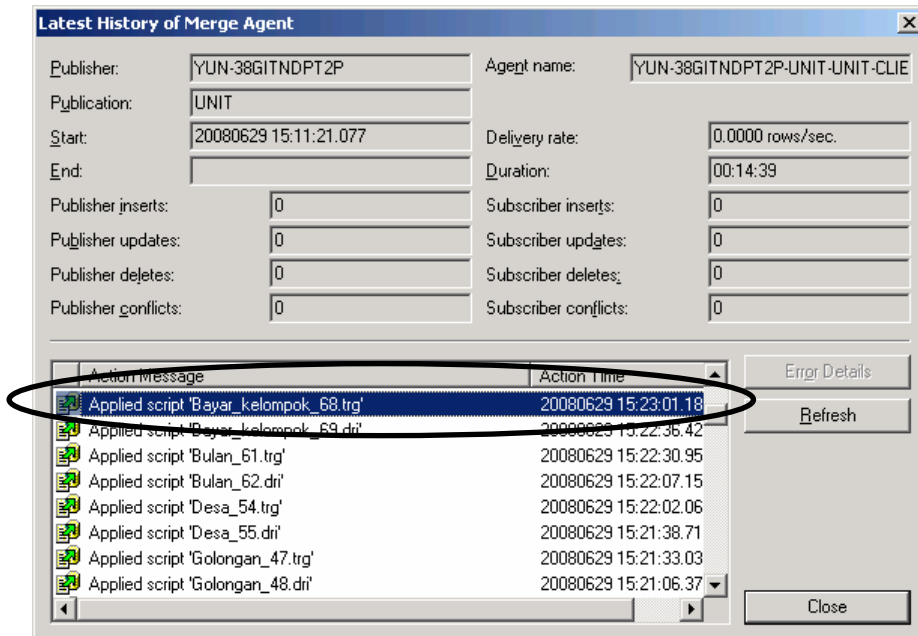 Latest History of Merge Agent
Publisher: YUN-38GITNDPT2P Agent name: YUN-38GITNDPT2P-UNIT-UNIT-CLIE
Publication: UNIT
Start: 20080629 15:11:21.077 Delivery rate: 0.0000 rows/sec.
End: Duration: 00:14:39
Publisher inserts: 0 Subscriber inserts: 0
Publisher updates: 0 Subscriber updates: 0
Publisher deletes: 0 Subscriber deletes: 0
Publisher conflicts: 0 Subscriber conflicts: 0
Action Message Action Time Error Details
Applied script 'Bayar_kelompok_68.trg' 20080629 15:23:01.18 Refresh
Applied script 'Bayar_kelompok_69.dri' 20080629 15:22:36.42
Applied script 'Bulan_61.trg' 20080629 15:22:30.95
Applied script 'Bulan_62.dri' 20080629 15:22:07.15
Applied script 'Desa_54.trg' 20080629 15:22:02.06
Applied script 'Desa_55.dri' 20080629 15:21:38.71
Applied script 'Golongan_47.trg' 20080629 15:21:33.03
Applied script 'Golongan_48.dri' 20080629 15:21:06.37
Close